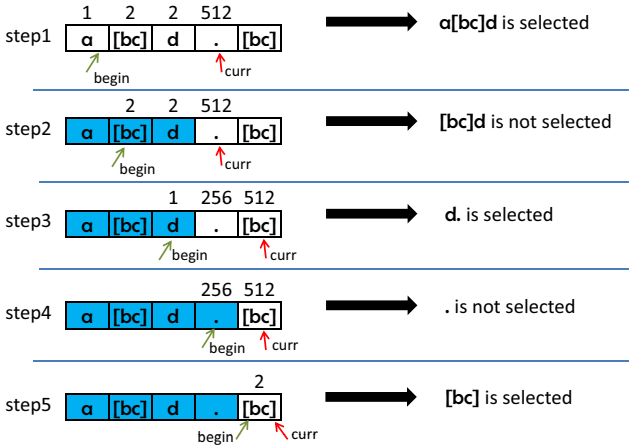 1 2 2 512
step1 a [bc] d . [bc] a[bc]d is selected
begin curr
2 2 512
step2 a [bc] d . [bc] [bc]d is not selected
begin curr
1 256 512
step3 a [bc] d . [bc] d. is selected
begin curr
256 512
step4 a [bc] d . [bc] . is not selected
begin curr
2
step5 a [bc] d . [bc] [bc] is selected
begin curr